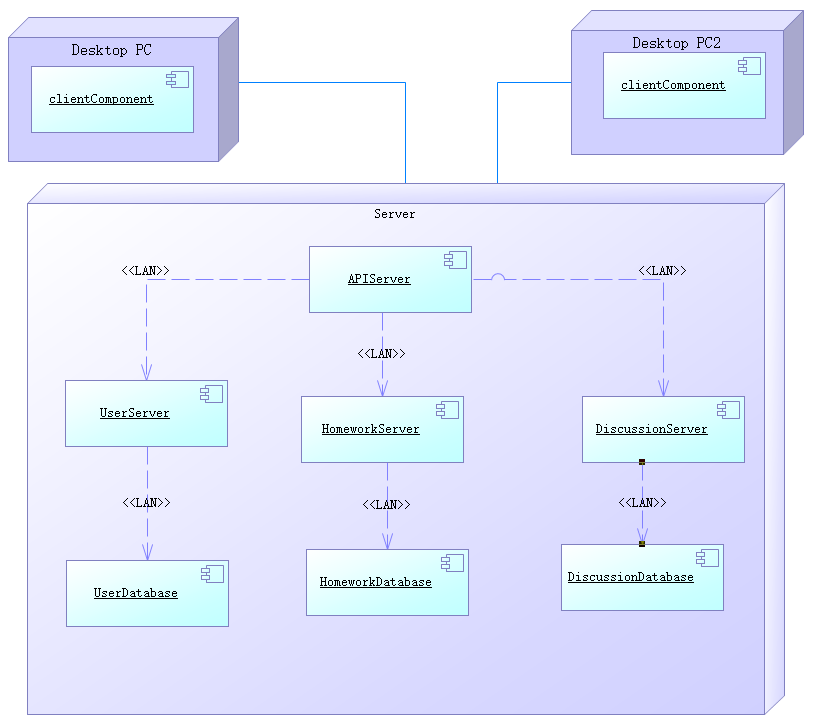 Desktop PC
clientComponent
Desktop PC2
clientComponent
Server
<<LAN>>
APIServer
<<LAN>>
<<LAN>>
UserServer
HomeworkServer
DiscussionServer
<<LAN>>
<<LAN>>
<<LAN>>
UserDatabase
HomeworkDatabase
DiscussionDatabase